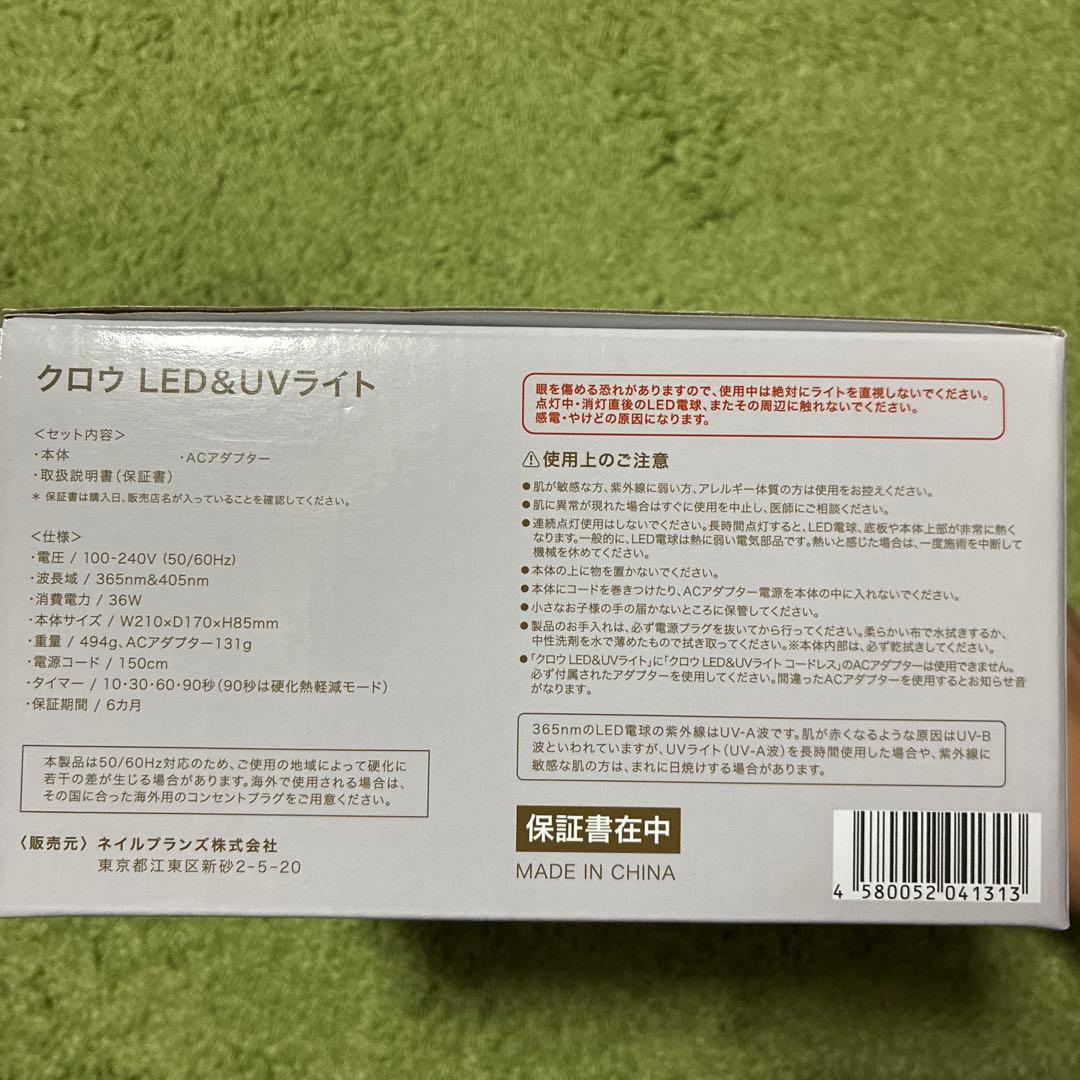 クロウ LED&UVライト
＜セット内容＞
・本体 ・ACアダプター
・取扱説明書（保証書）
＊ 保証書は購入日、販売店名が入っていることを確認してください。
＜仕様＞
・電圧 / 100-240V (50/60Hz)
・波長域 / 365nm&405nm
・消費電力 / 36W
・本体サイズ / W210×D170×H85mm
・重量 / 494g、ACアダプター131g
・電源コード / 150cm
・タイマー / 10・30・60・90秒（90秒は硬化熱軽減モード）
・保証期間 / 6カ月
本製品は50/60Hz対応のため、ご使用の地域によって硬化に
若干の差が生じる場合があります。海外で使用される場合は、
その国に合った海外用のコンセントプラグをご用意ください。
〈販売元〉ネイルプランズ株式会社
東京都江東区新砂2-5-20
眼を傷める恐れがありますので、使用中は絶対にライトを直視しないでください。
点灯中・消灯直後のLED電球、またその周辺に触れないでください。
感電・やけどの原因になります。
⚠使用上のご注意
●肌が敏感な方、紫外線に弱い方、アレルギー体質の方は使用をお控えください。
●肌に異常が現れた場合はすぐに使用を中止し、医師にご相談ください。
●連続点灯使用はしないでください。長時間点灯すると、LED電球、底板や本体上部が非常に熱く
なります。一般的に、LED電球は熱に弱い電気部品です。熱いと感じた場合は、一度施術を中断して
機械を休めてください。
●本体の上に物を置かないでください。
●本体にコードを巻きつけたり、ACアダプター電源を本体の中に入れないでください。
●小さなお子様の手の届かないところに保管してください。
●製品のお手入れは、必ず電源プラグを抜いてから行ってください。柔らかい布で水拭きするか、
中性洗剤を水で薄めたもので拭き取ってください。※本体内部は、必ず乾拭きしてください。
●「クロウ LED&UVライト」に「クロウ LED&UVライト コードレス」のACアダプターは使用できません。
必ず付属されたアダプターを使用してください。間違ったACアダプターを使用するとお知らせ音
がなります。
365nmのLED電球の紫外線はUV-A波です。肌が赤くなるような原因はUV-B
波といわれていますが、UVライト（UV-A波）を長時間使用した場合や、紫外線に
敏感な肌の方は、まれに日焼けする場合があります。
保証書在中
MADE IN CHINA
4 580052 041313